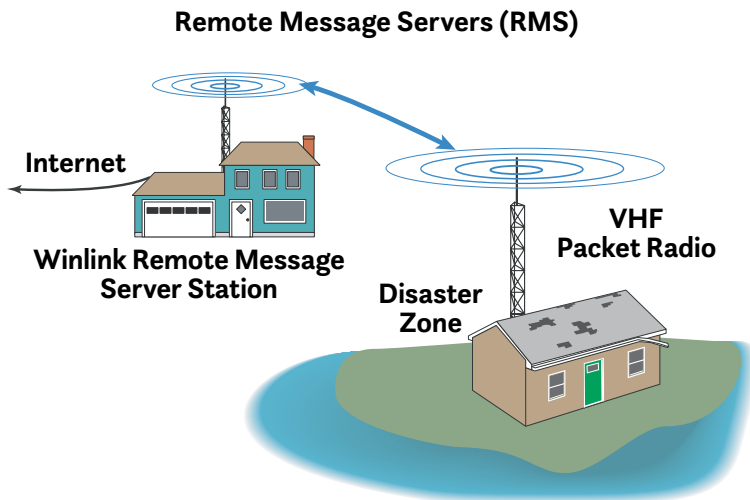 Remote Message Servers (RMS)
Internet
Winlink Remote Message
Server Station
VHF
Packet Radio
Disaster
Zone